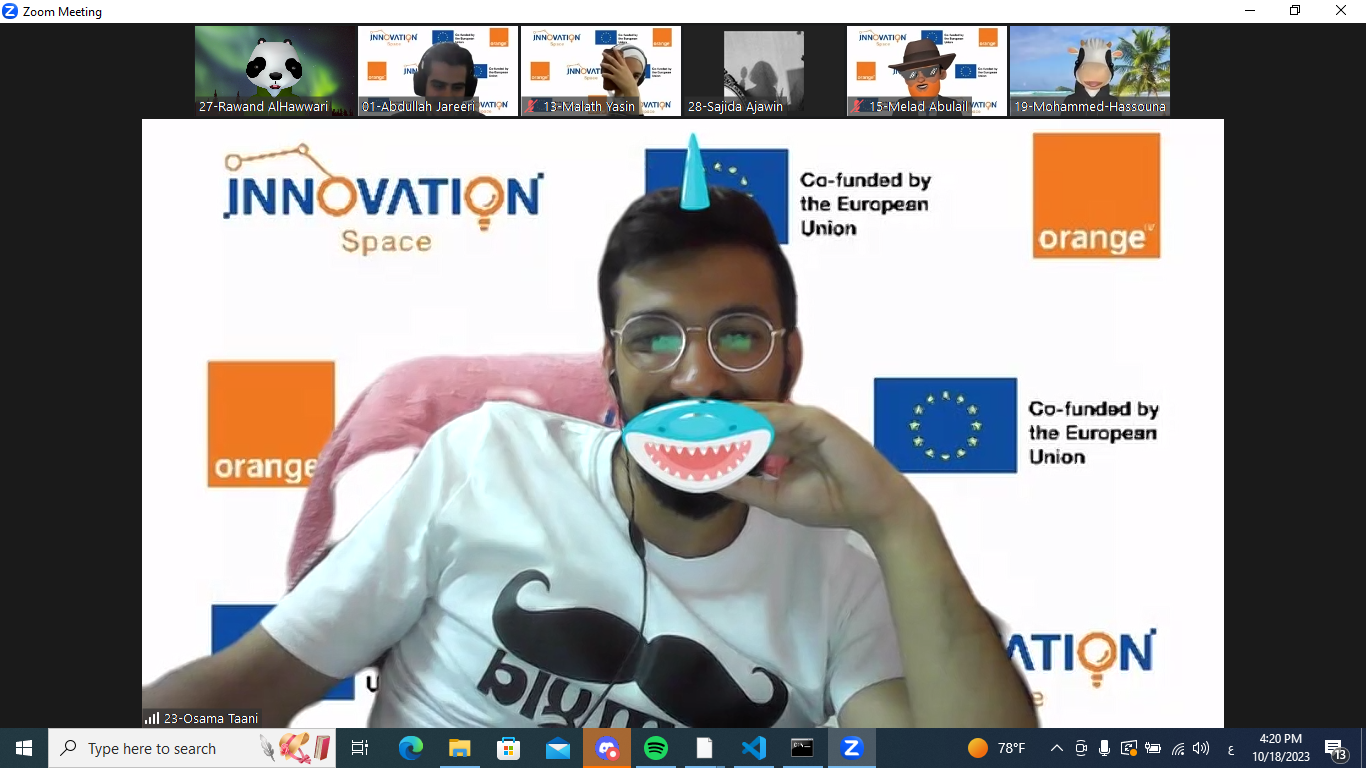 Zoom Meeting
27-Rawand AlHawwari
01-Abdullah Jareeri
13-Malath Yasin
28-Sajida Ajawin
15-Melad Abulail
19-Mohammed-Hassouna
INNOVATION
Space
Co-funded by
the European
Union
orange
orange
Co-funded by
the European
Union
ATION
23-Osama Taani
Type here to search
78°F
ع
4:20 PM
10/18/2023
13